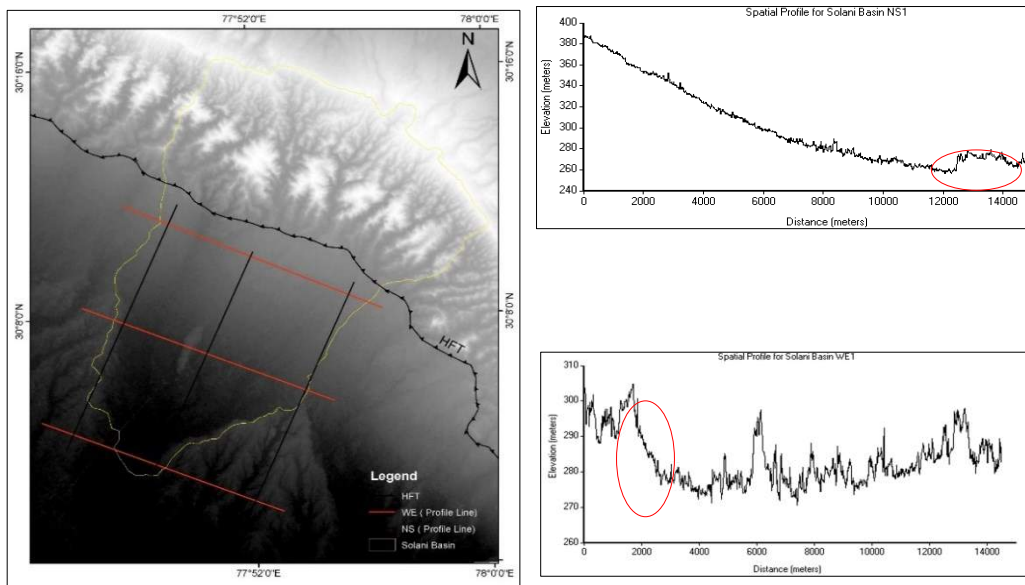 77°52'0"E
78°0'0"E
30°16'0"N
30°16'0"N
N
30°8'0"N
30°8'0"N
HFT
Legend
HFT
WE ( Profile Line)
NS (Profile Line)
Solani Basin
77°52'0"E
78°0'0"E
Spatial Profile for Solani Basin NS1
Elevation (meters)
400
380
360
340
320
300
280
260
240
0
2000
4000
6000
8000
10000
12000
14000
Distance (meters)
Spatial Profile for Solani Basin WE1
Elevation (meters)
310
300
290
280
270
260
0
2000
4000
6000
8000
10000
12000
14000
Distance (meters)